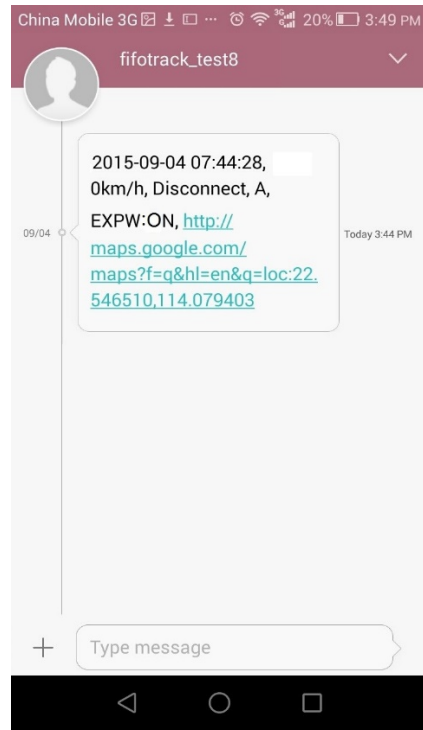 China Mobile 3G ... 3G G 20% 3:49 PM
fifotrack_test8
2015-09-04 07:44:28,
0km/h, Disconnect, A,
EXPW:ON, http://
maps.google.com/
maps?f=q&hl=en&q=loc:22.
546510,114.079403
09/04
Today 3:44 PM
Type message